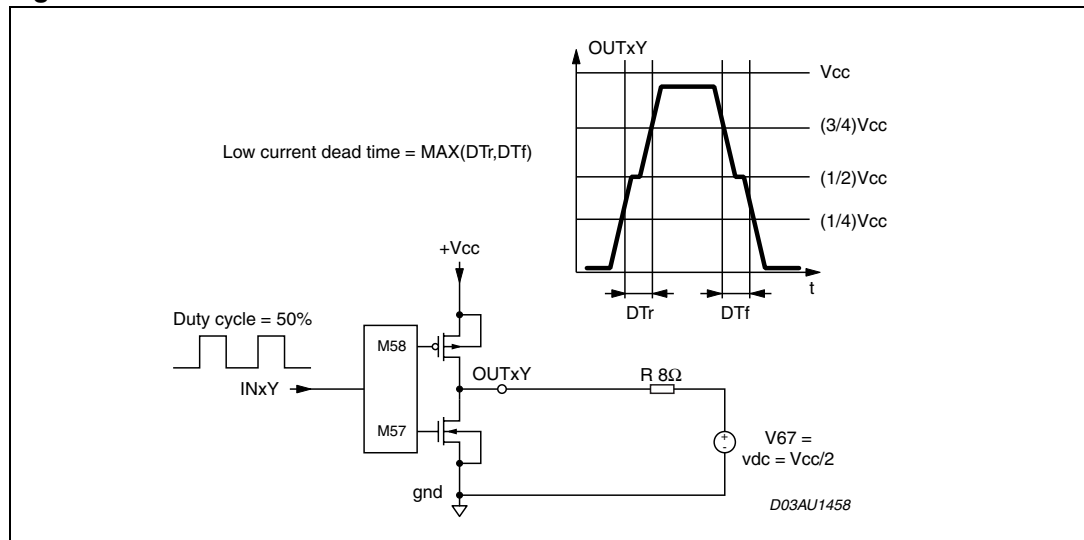 OUTxY
Vcc
(3/4)Vcc
Low current dead time = MAX(DTr,DTf)
(1/2)Vcc
(1/4)Vcc
+Vcc
t
DTr
DTf
Duty cycle = 50%
M58
OUTxY
R 8Ω
INxY
M57
+
-
V67 =
vdc = Vcc/2
gnd
D03AU1458